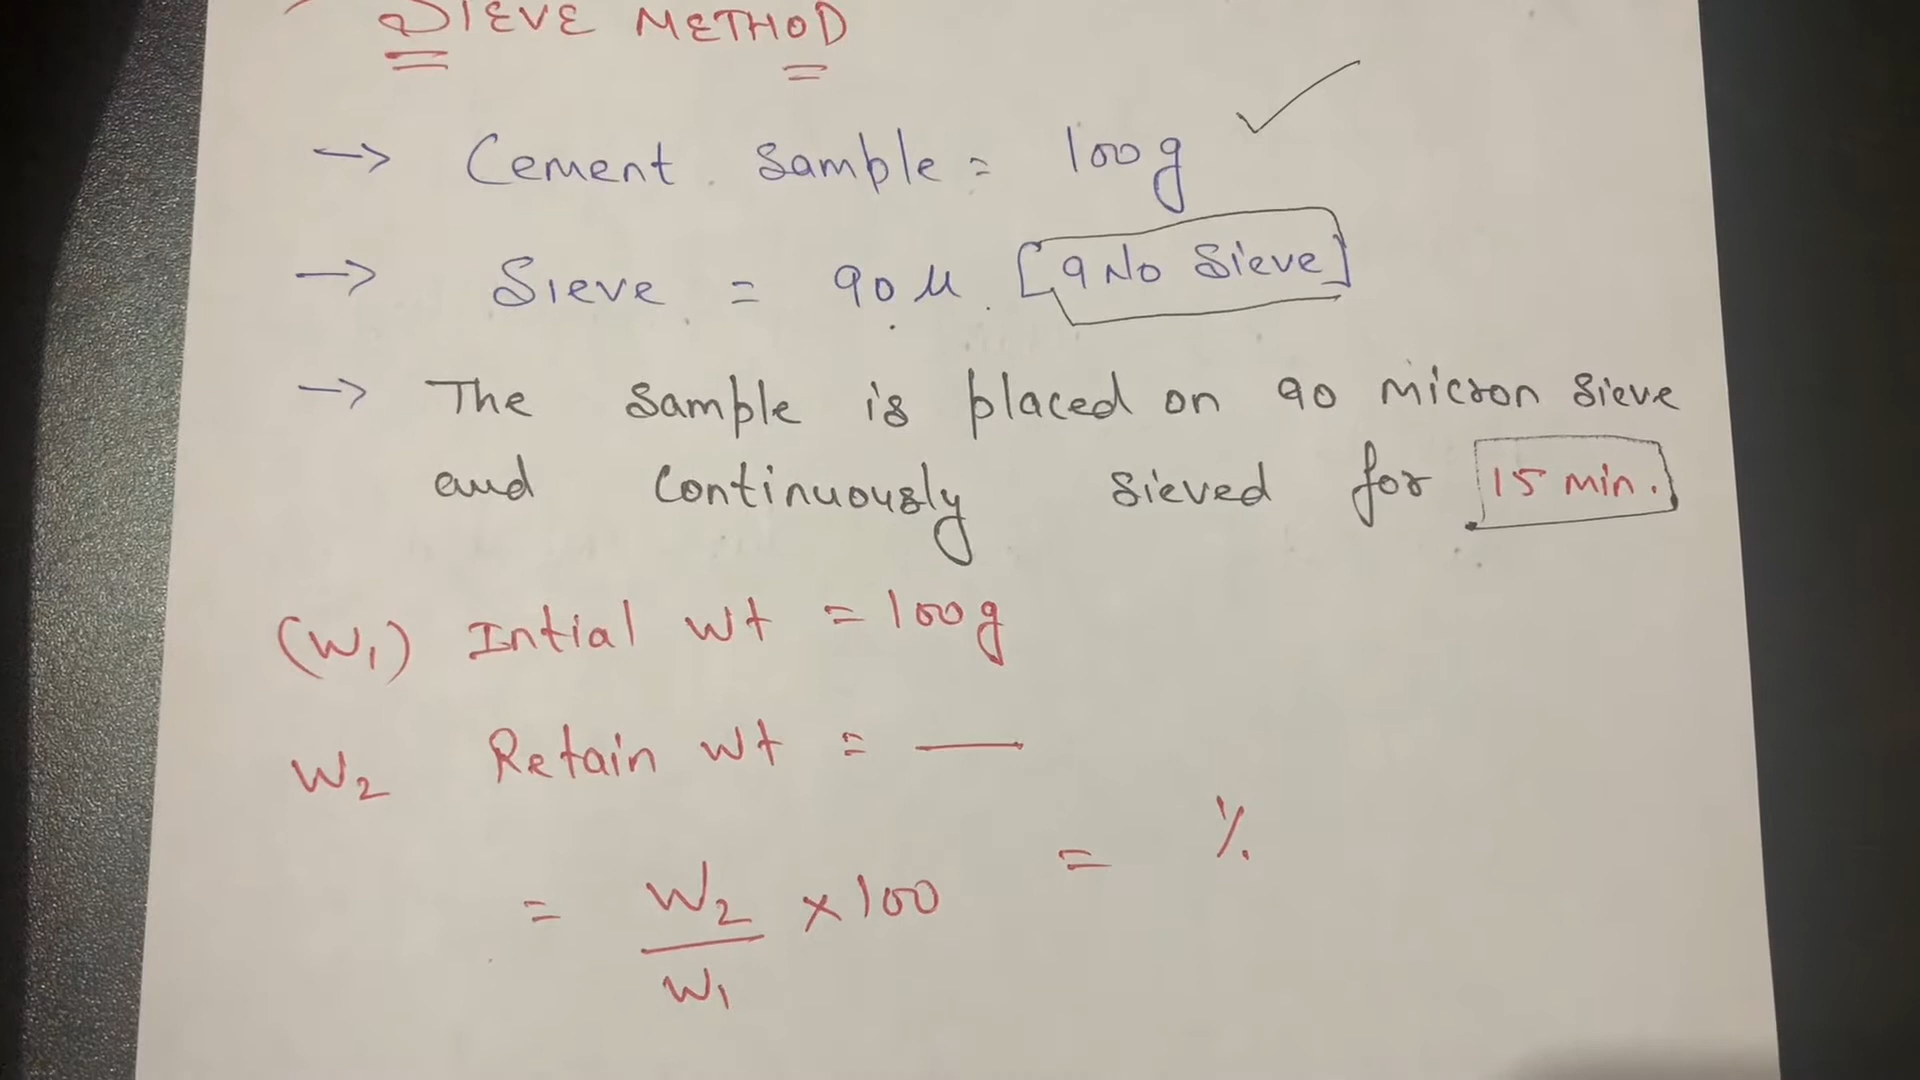 SIEVE METHOD
→ Cement sample = 100g ✓
→ Sieve = 90 μ [9 No Sieve]
→ The sample is placed on 90 micron sieve
and continuously sieved for 15 min.
(W₁) Intial wt = 100g
W₂ Retain wt = —
= W₂/W₁ × 100 = %